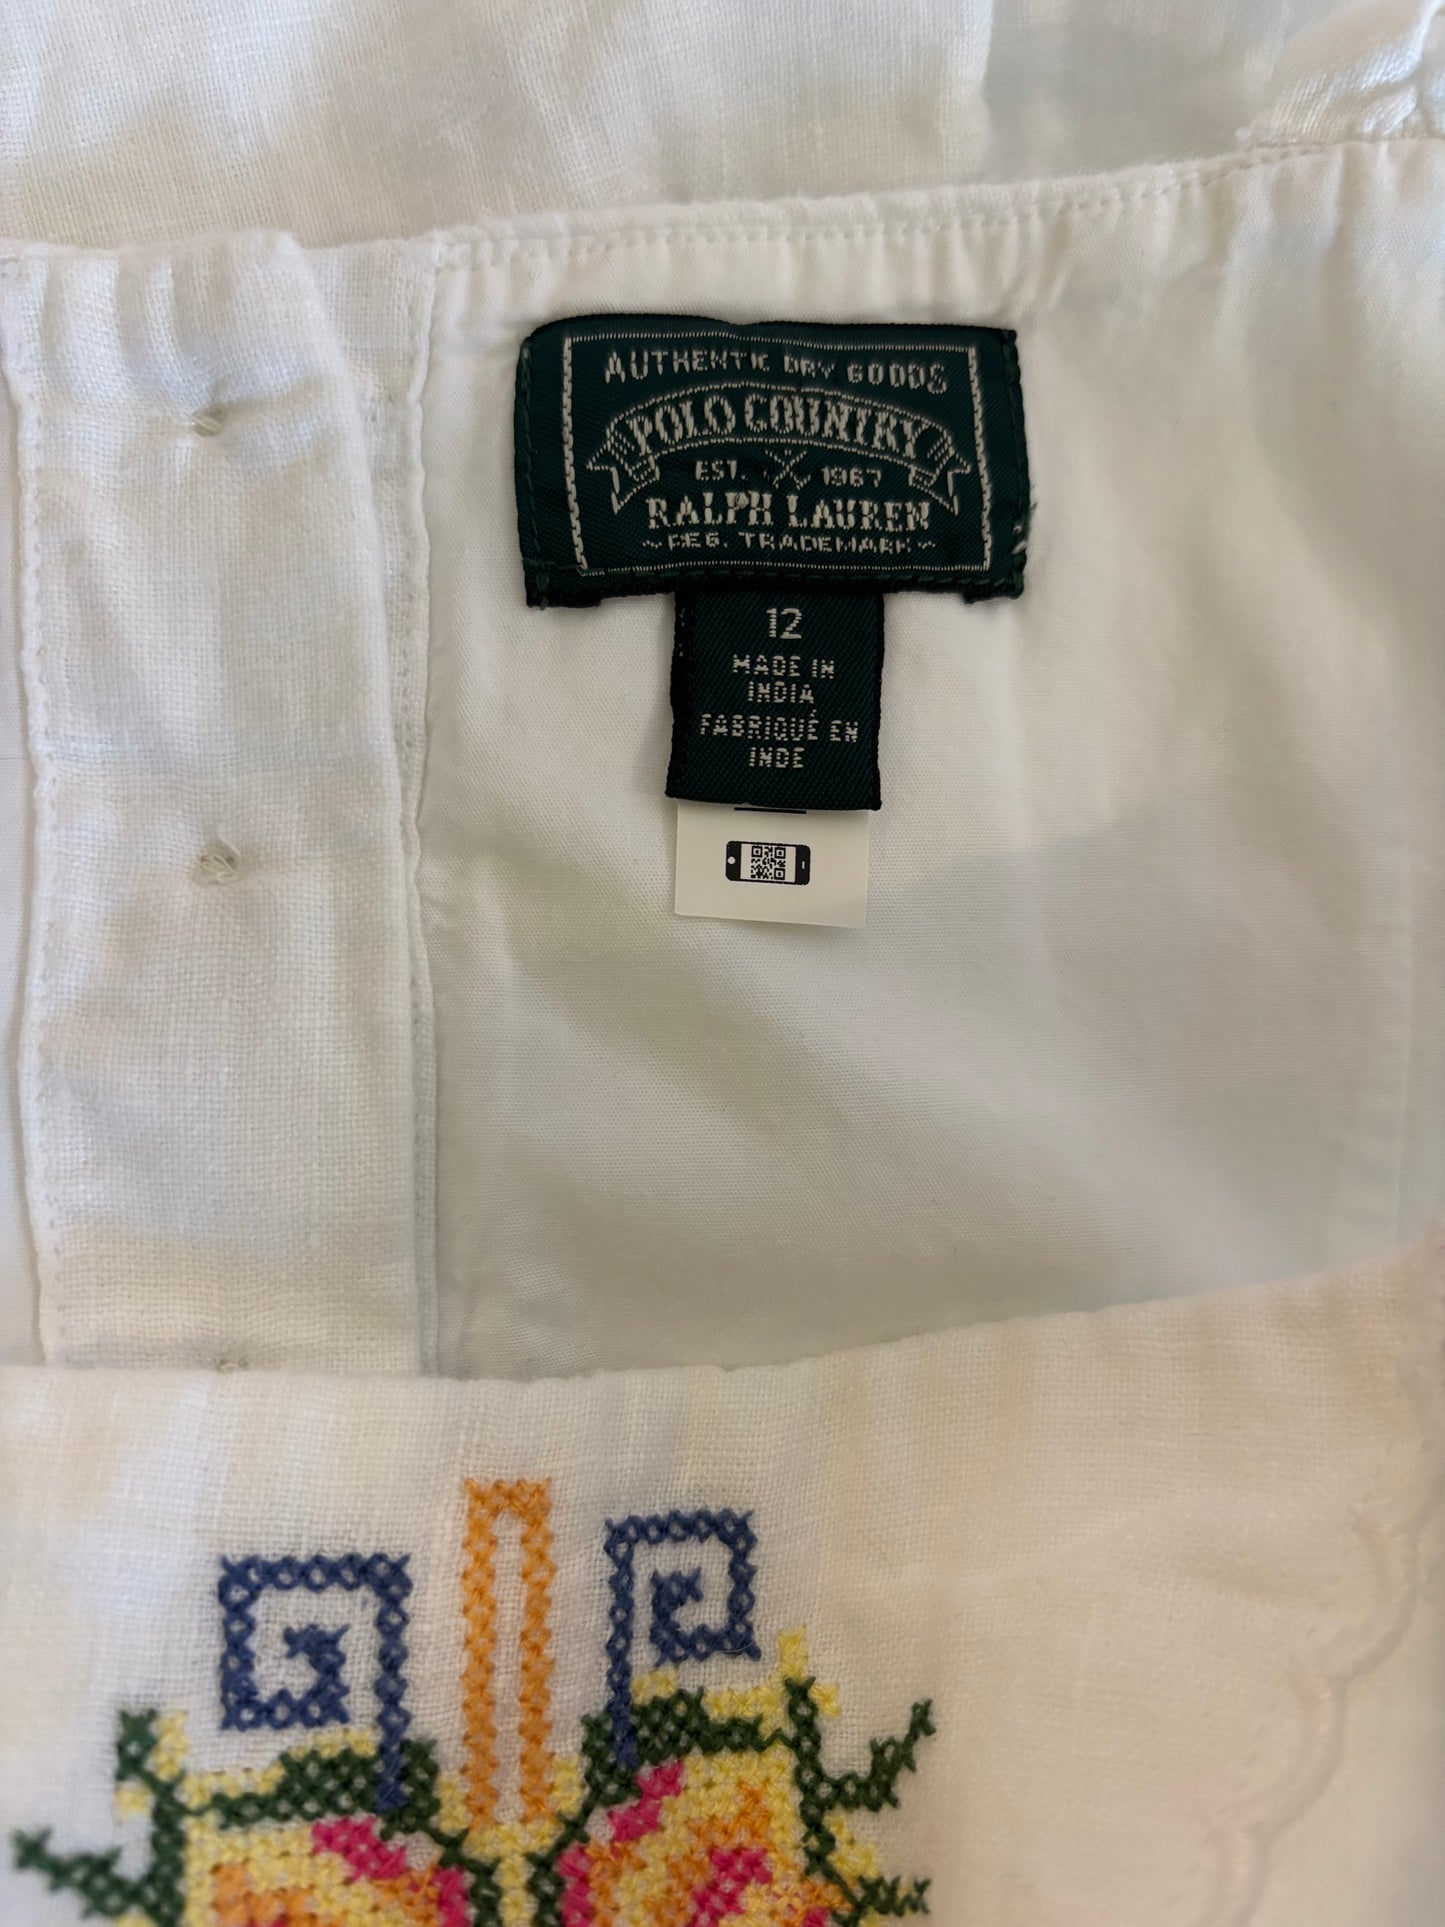 AUTHENTIC DRY GOODS
POLO COUNTRY
EST. 1967
RALPH LAUREN
REG. TRADEMARK
12
MADE IN
INDIA
FABRIQUÉ EN
INDE